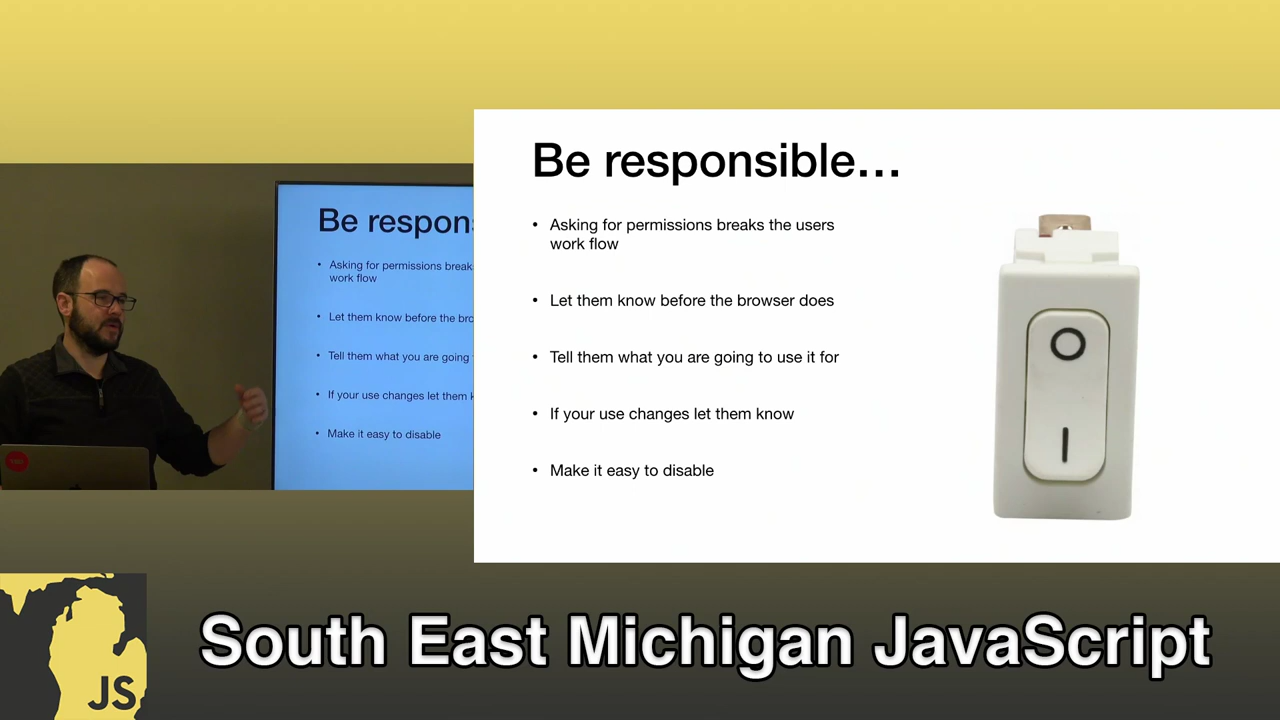 Be responsible…
• Asking for permissions breaks the users
work flow
• Let them know before the browser does
• Tell them what you are going to use it for
• If your use changes let them know
• Make it easy to disable
Be respons
• Asking for permissions break
work flow
• Let them know before the bro
• Tell them what you are going
• If your use changes let them k
• Make it easy to disable
JS
South East Michigan JavaScript